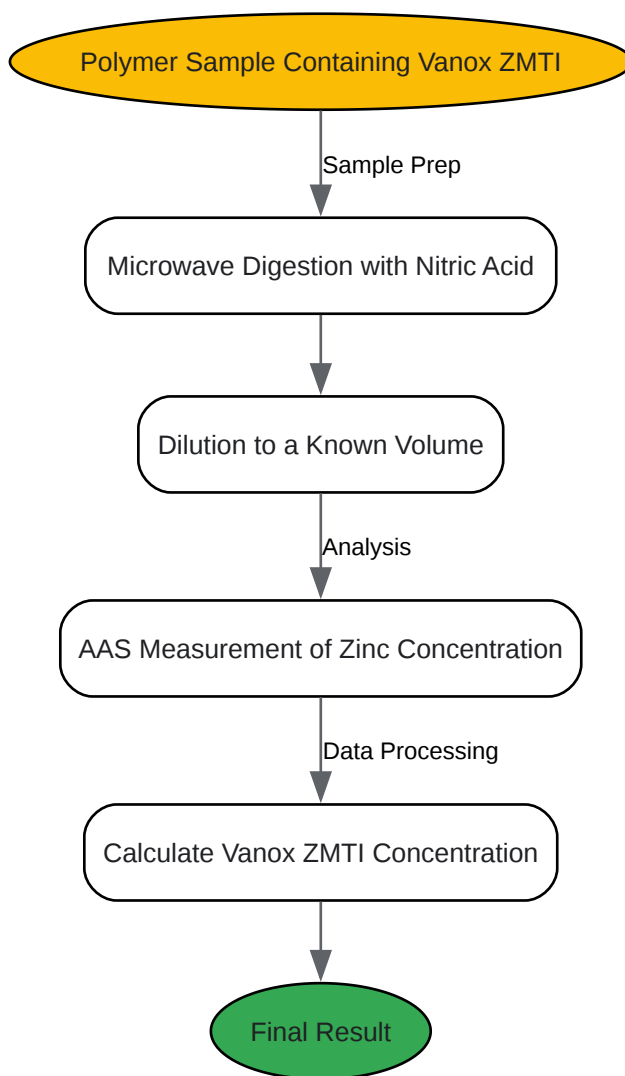 Polymer Sample Containing Vanox ZMTI
Sample Prep
Microwave Digestion with Nitric Acid
Dilution to a Known Volume
Analysis
AAS Measurement of Zinc Concentration
Data Processing
Calculate Vanox ZMTI Concentration
Final Result